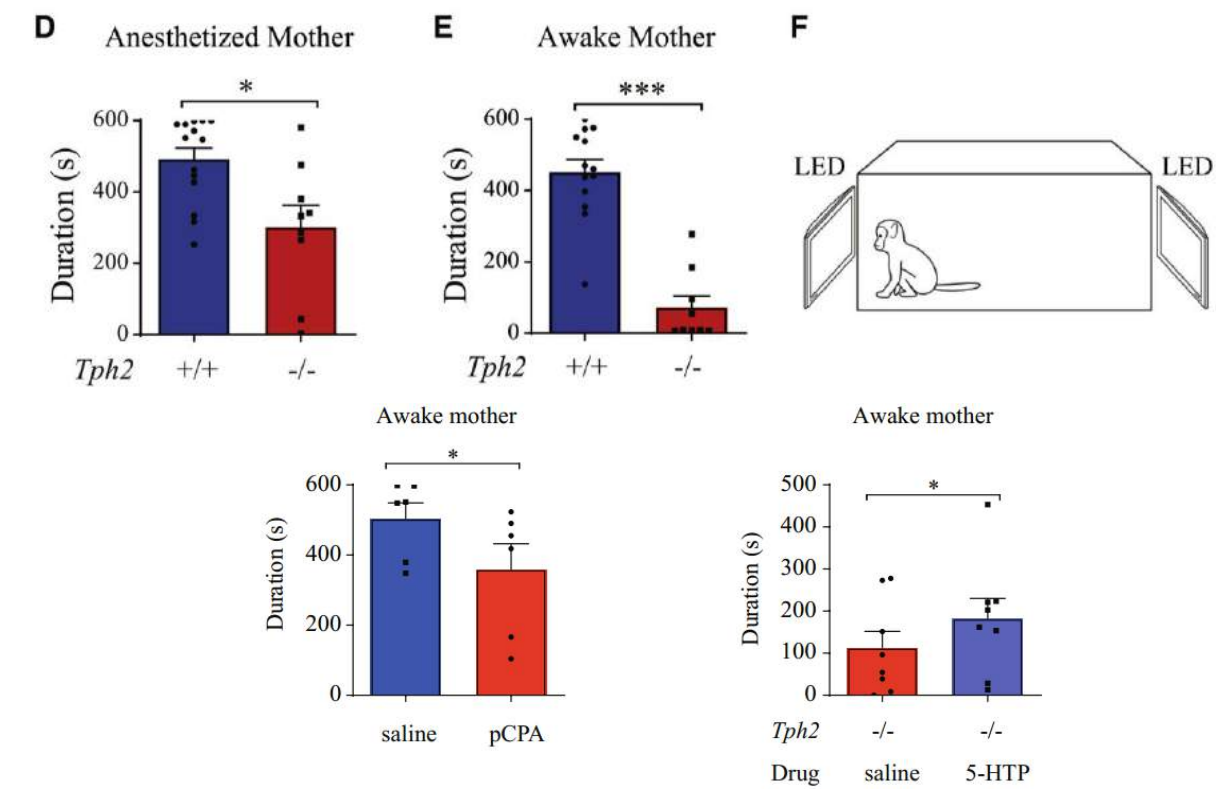 D Anesthetized Mother
*
Duration (s)
600
400
200
0
Tph2 +/+ -/-
E Awake Mother
***
Duration (s)
600
400
200
0
Tph2 +/+ -/-
F
LED LED
Awake mother
*
Duration (s)
600
400
200
0
saline pCPA
Awake mother
*
Duration (s)
500
400
300
200
100
0
Tph2 -/- -/-
Drug saline 5-HTP